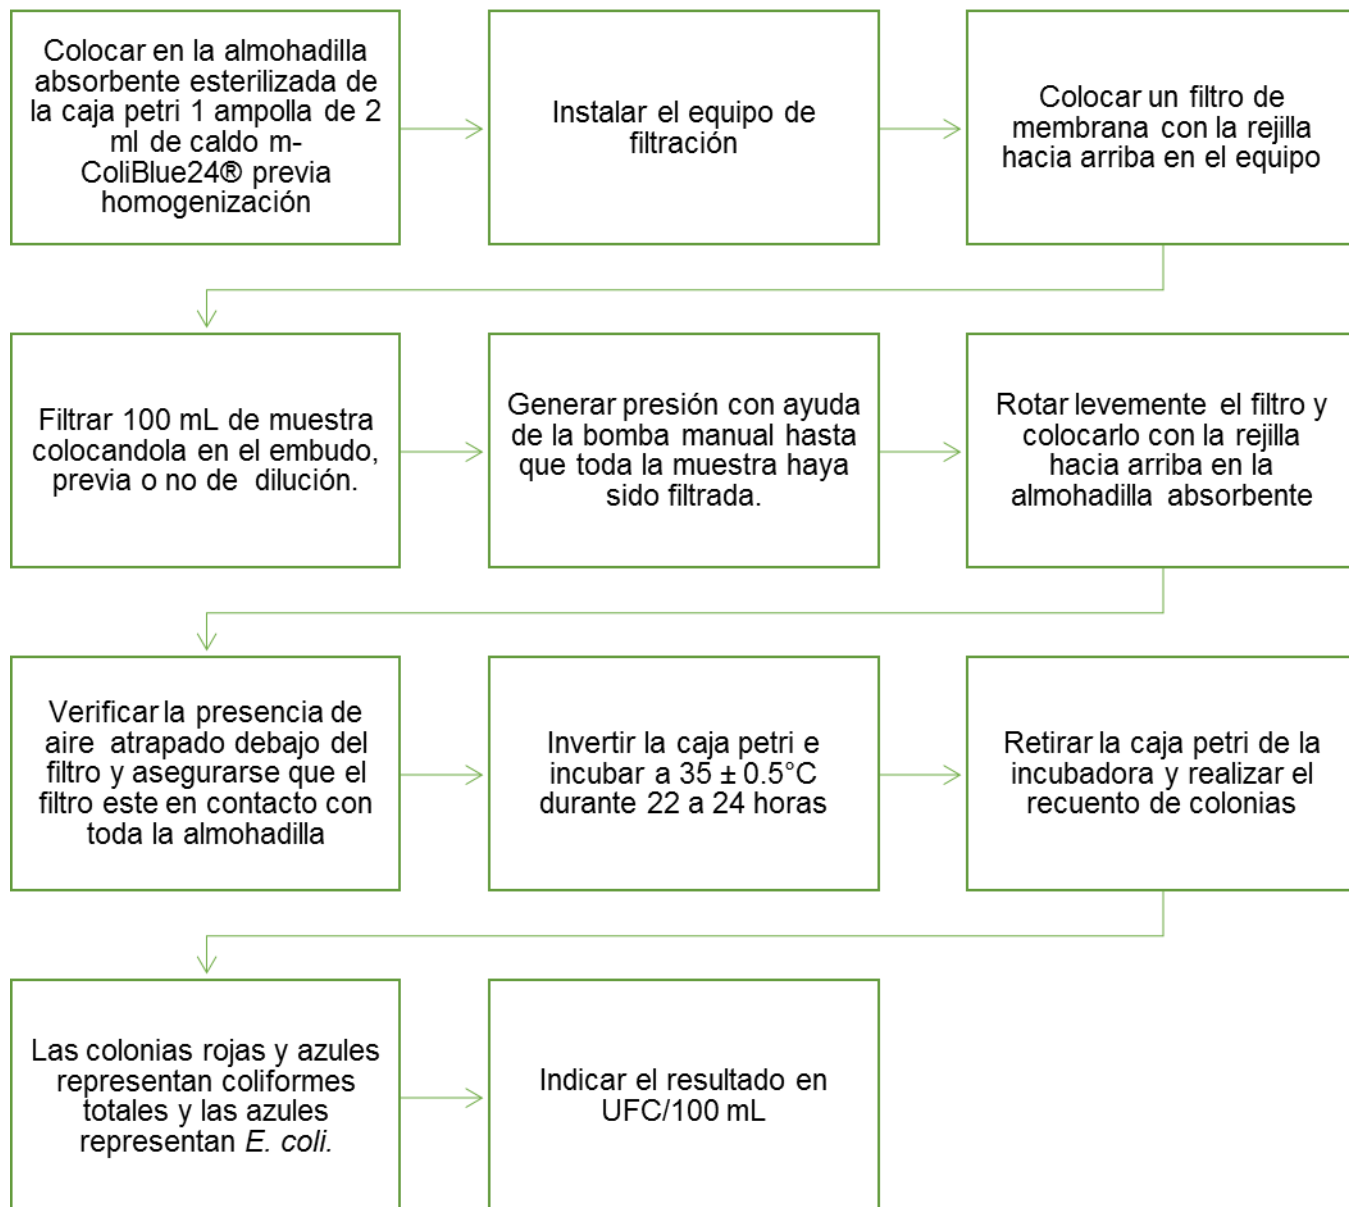 Colocar en la almohadilla
absorbente esterilizada de
la caja petri 1 ampolla de 2
ml de caldo m-
ColiBlue24® previa
homogenización
Instalar el equipo de
filtración
Colocar un filtro de
membrana con la rejilla
hacia arriba en el equipo
Filtrar 100 mL de muestra
colocandola en el embudo,
previa o no de dilución.
Generar presión con ayuda
de la bomba manual hasta
que toda la muestra haya
sido filtrada.
Rotar levemente el filtro y
colocarlo con la rejilla
hacia arriba en la
almohadilla absorbente
Verificar la presencia de
aire atrapado debajo del
filtro y asegurarse que el
filtro este en contacto con
toda la almohadilla
Invertir la caja petri e
incubar a 35 ± 0.5°C
durante 22 a 24 horas
Retirar la caja petri de la
incubadora y realizar el
recuento de colonias
Las colonias rojas y azules
representan coliformes
totales y las azules
representan E. coli.
Indicar el resultado en
UFC/100 mL